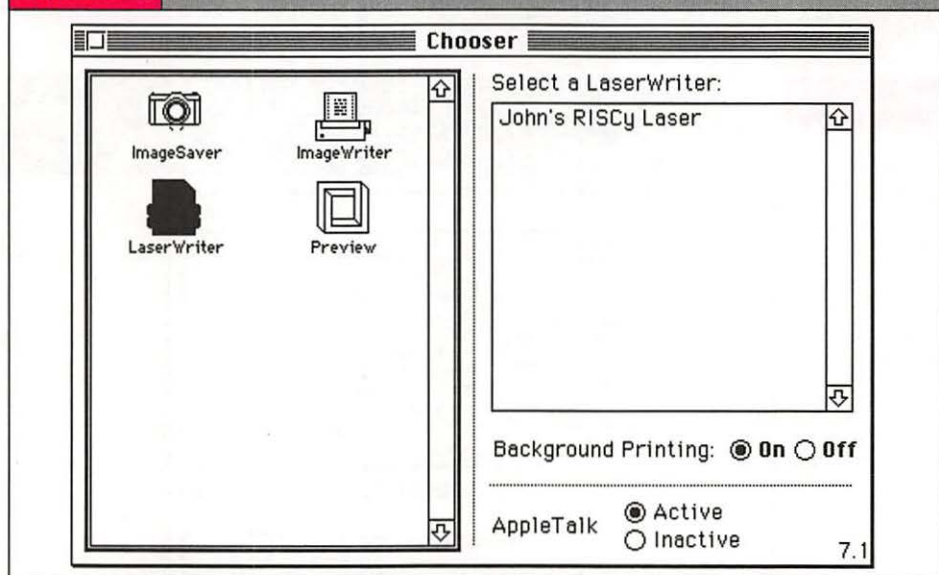 Chooser
ImageSaver
ImageWriter
LaserWriter
Preview
Select a LaserWriter:
John's RISCy Laser
Background Printing: On Off
AppleTalk
Active
Inactive
7.1